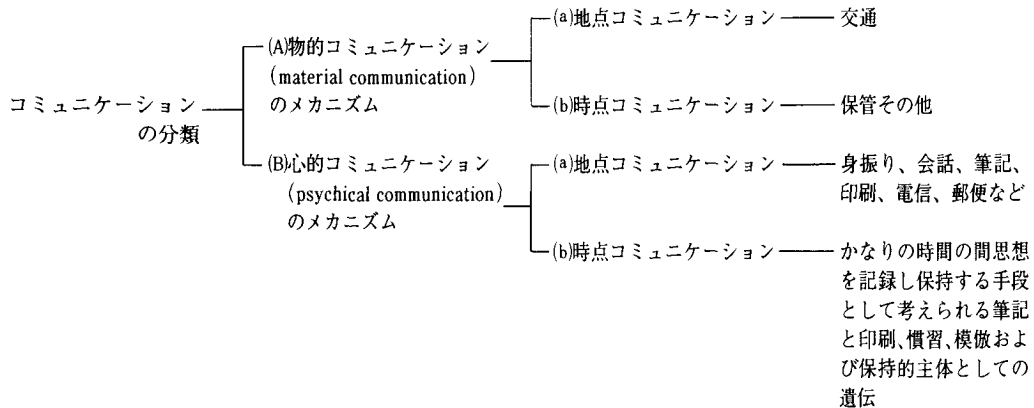 コミュニケーション
の分類
(A)物的コミュニケーション
(material communication)
のメカニズム
(a)地点コミュニケーション
交通
(b)時点コミュニケーション
保管その他
(B)心的コミュニケーション
(psychical communication)
のメカニズム
(a)地点コミュニケーション
身振り、会話、筆記、
印刷、電信、郵便など
(b)時点コミュニケーション
かなりの時間の間思想
を記録し保持する手段
として考えられる筆記
と印刷、慣習、模倣およ
び保持的主体としての
遺伝